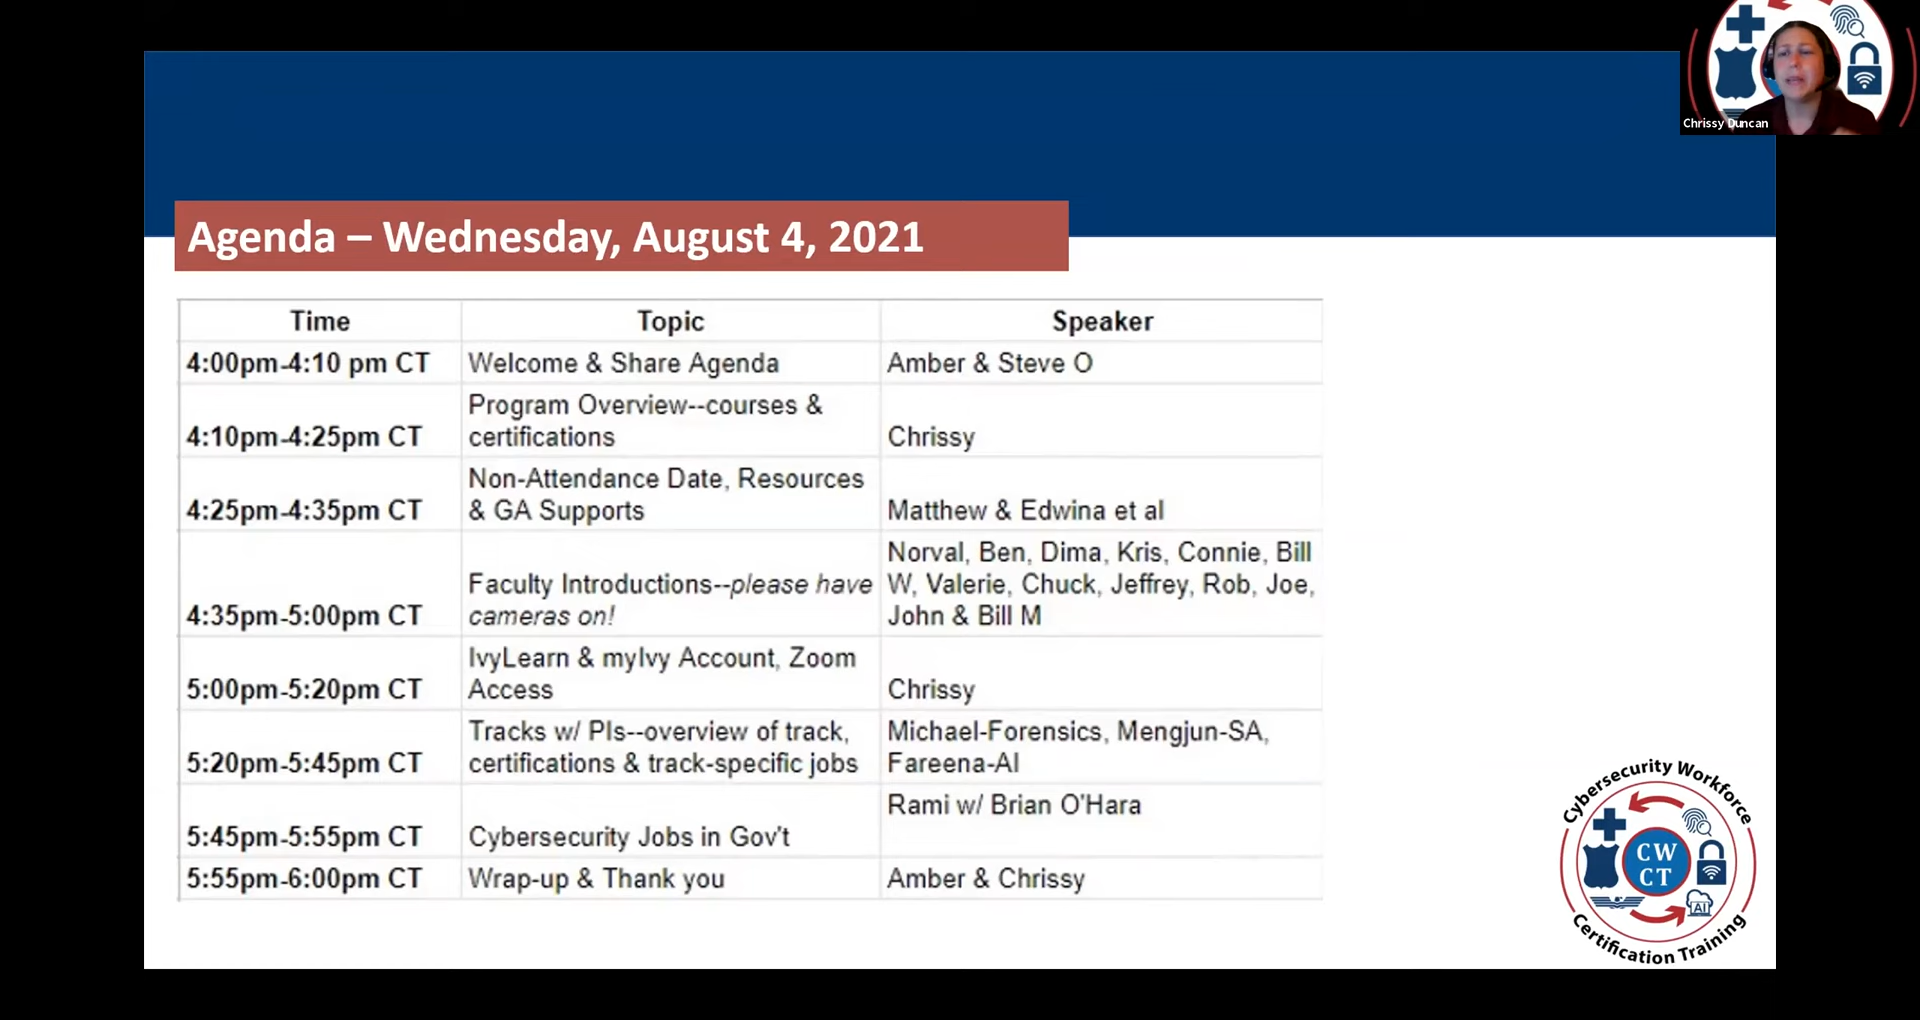 Chrissy Duncan
Agenda – Wednesday, August 4, 2021
Time Topic Speaker
4:00pm-4:10 pm CT Welcome & Share Agenda Amber & Steve O
Program Overview--courses &
4:10pm-4:25pm CT certifications Chrissy
Non-Attendance Date, Resources
4:25pm-4:35pm CT & GA Supports Matthew & Edwina et al
Norval, Ben, Dima, Kris, Connie, Bill
Faculty Introductions--please have W, Valerie, Chuck, Jeffrey, Rob, Joe,
4:35pm-5:00pm CT cameras on! John & Bill M
IvyLearn & myIvy Account, Zoom
5:00pm-5:20pm CT Access Chrissy
Tracks w/ PIs--overview of track, Michael-Forensics, Mengjun-SA,
5:20pm-5:45pm CT certifications & track-specific jobs Fareena-AI
Rami w/ Brian O'Hara
5:45pm-5:55pm CT Cybersecurity Jobs in Gov't
5:55pm-6:00pm CT Wrap-up & Thank you Amber & Chrissy
Cybersecurity Workforce
CW
CT
AI
Certification Training